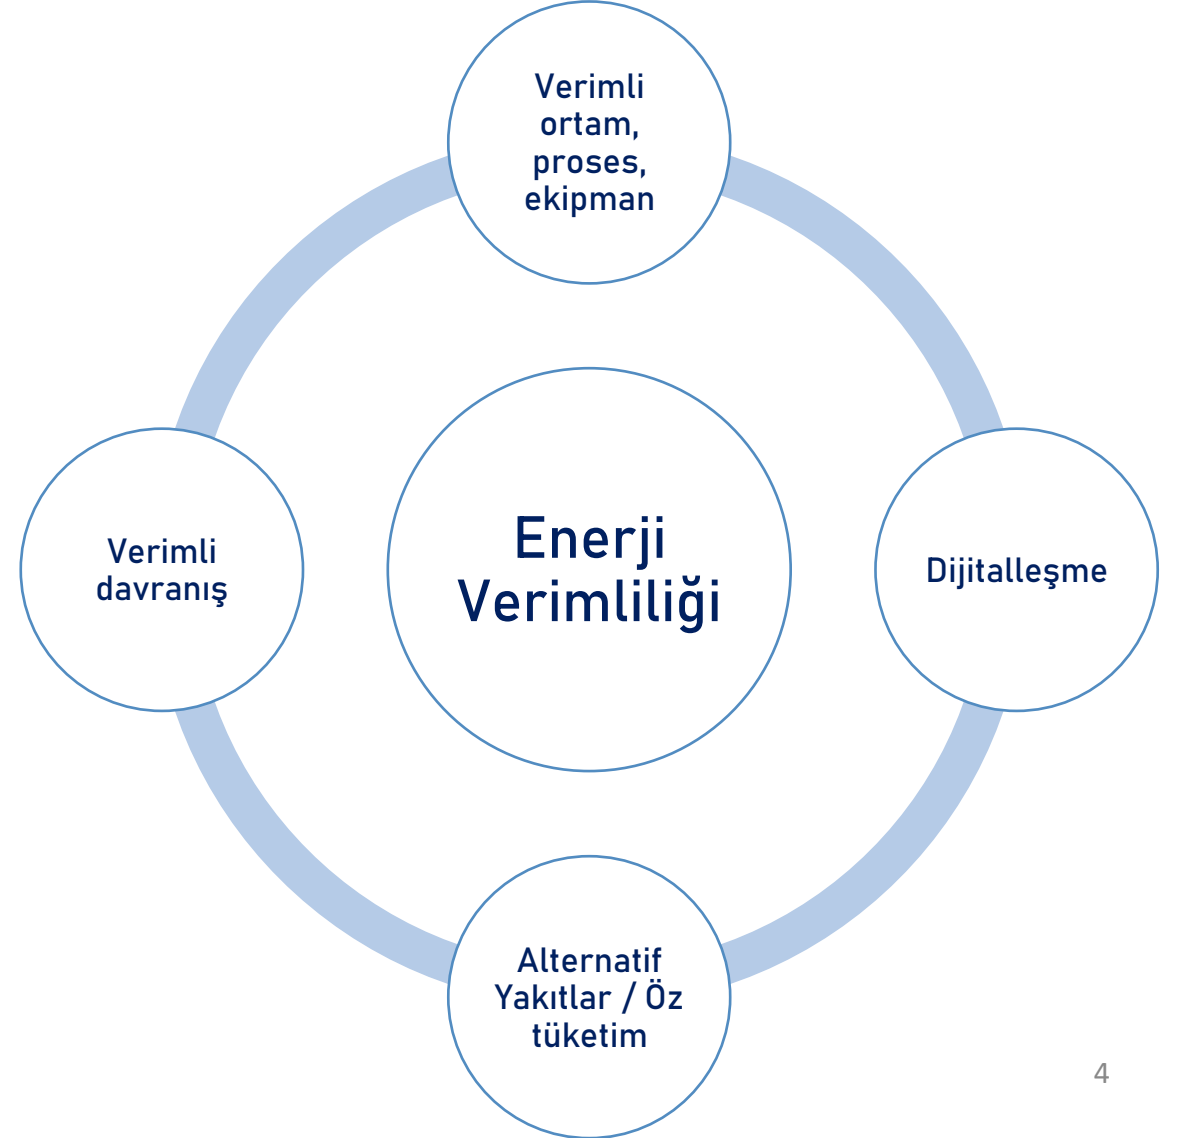 Verimli
ortam,
proses,
ekipman
Verimli
davranış
Enerji
Verimliliği
Dijitalleşme
Alternatif
Yakıtlar / Öz
tüketim
4